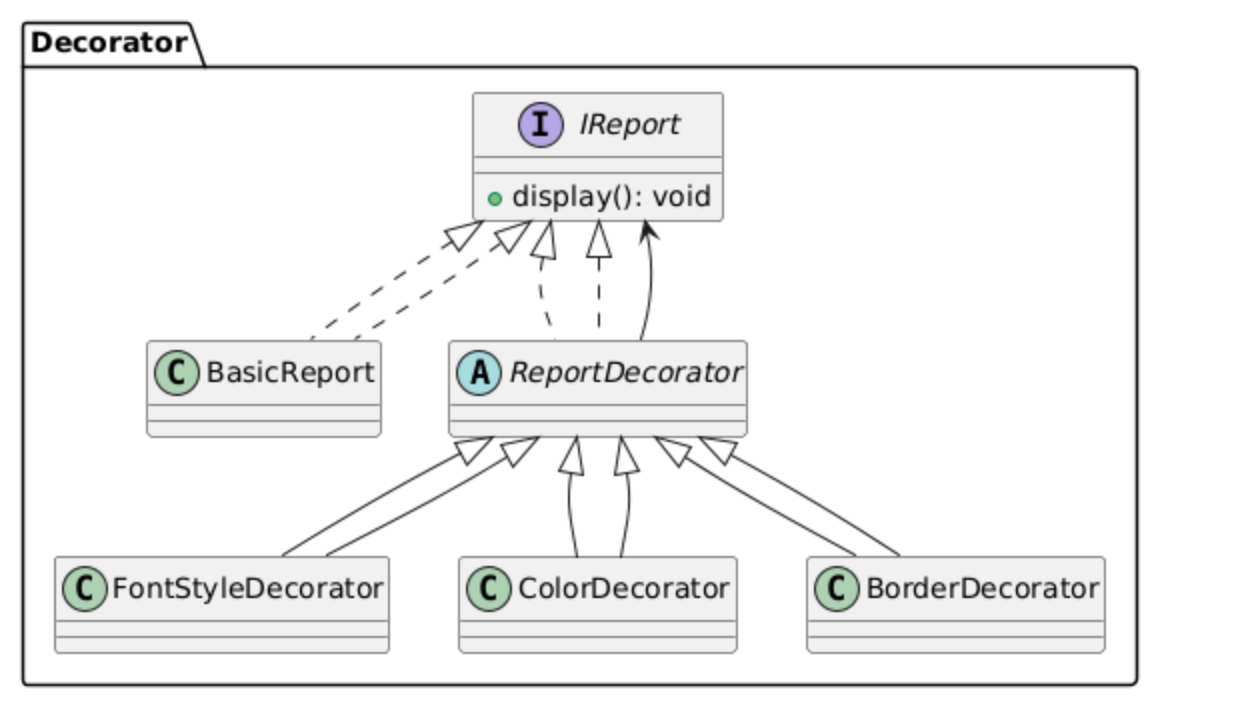 Decorator
I IReport
display(): void
C BasicReport
A ReportDecorator
C FontStyleDecorator
C ColorDecorator
C BorderDecorator